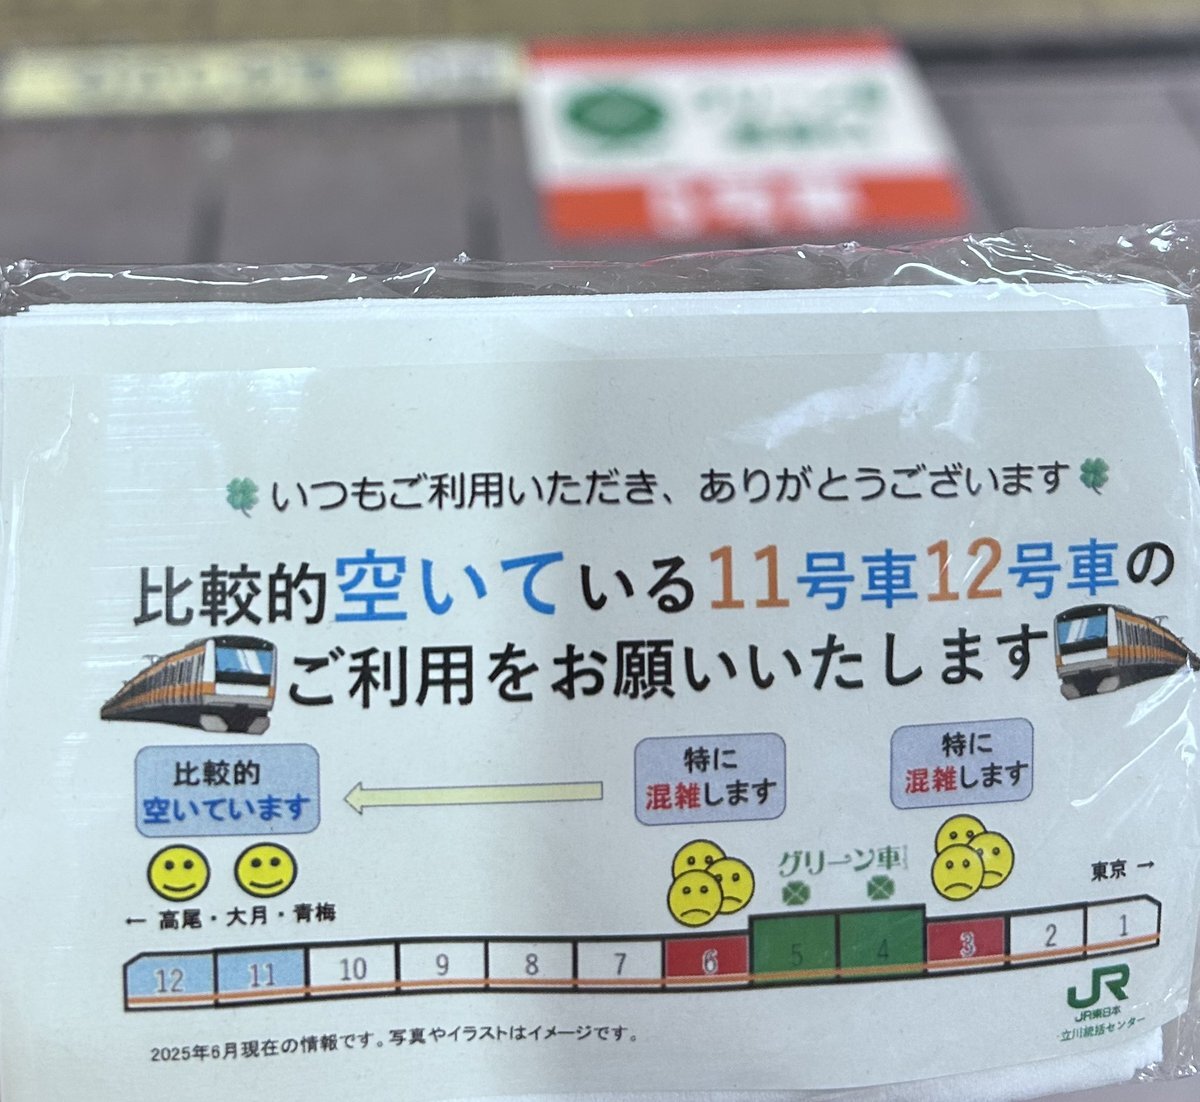 いつもご利用いただき、ありがとうございます
比較的空いている11号車12号車の
ご利用をお願いいたします
比較的
空いています
特に
混雑します
特に
混雑します
グリーン車
← 高尾・大月・青梅
東京 →
12 11 10 9 8 7 6 5 4 3 2 1
JR
JR東日本
立川統括センター
2025年6月現在の情報です。写真やイラストはイメージです。